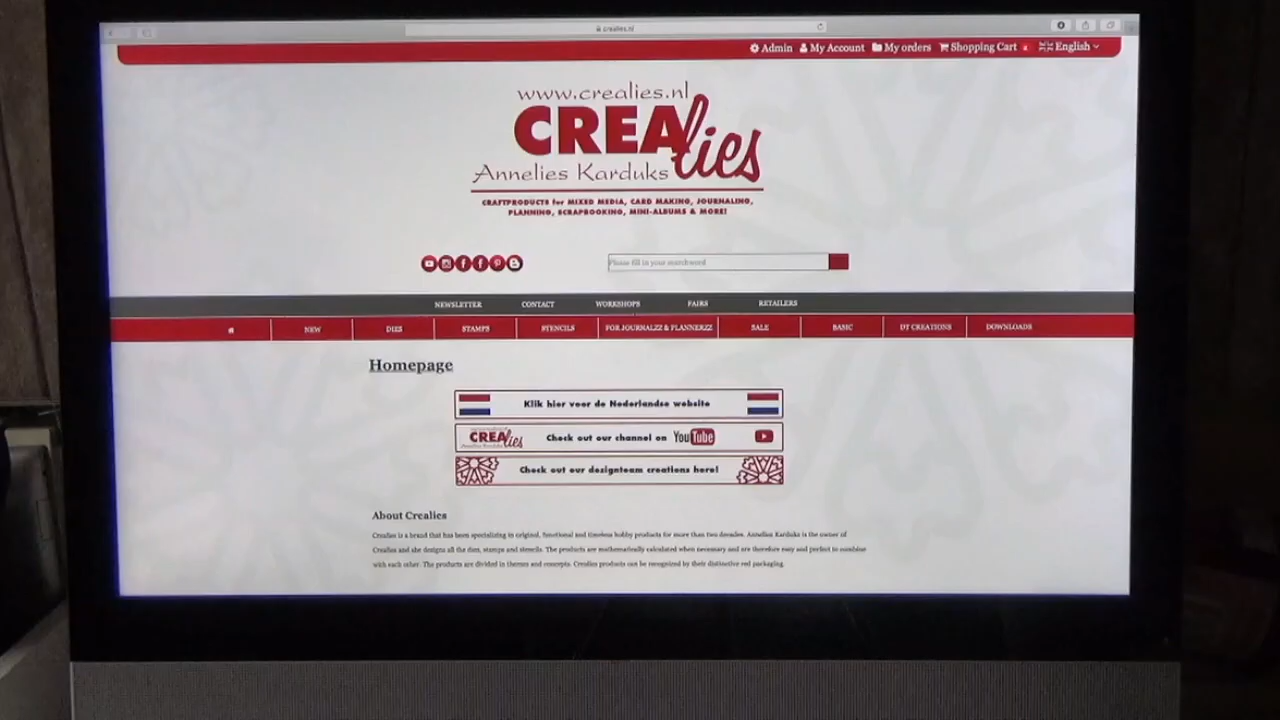 crealies.nl
Admin My Account My orders Shopping Cart English
www.crealies.nl
CREAlies
Annelies Karduks
CRAFTPRODUCTS for MIXED MEDIA, CARD MAKING, JOURNALING,
PLANNING, SCRAPBOOKING, MINI-ALBUMS & MORE!
Please fill in your searchword
NEWSLETTER CONTACT WORKSHOPS FAIRS RETAILERS
NEW DIES STAMPS STENCILS FOR JOURNALZZ & PLANNERZZ SALE BASIC DT CREATIONS DOWNLOADS
Homepage
Klik hier voor de Nederlandse website
CREAlies Check out our channel on YouTube
Check out our designteam creations here!
About Crealies
Crealies is a brand that has been specializing in original, functional and timeless hobby products for more than two decades. Annelies Karduks is the owner of
Crealies and she designs all the dies, stamps and stencils. The products are mathematically calculated when necessary and are therefore easy and perfect to combine
with each other. The products are divided in themes and concepts. Crealies products can be recognized by their distinctive red packaging.